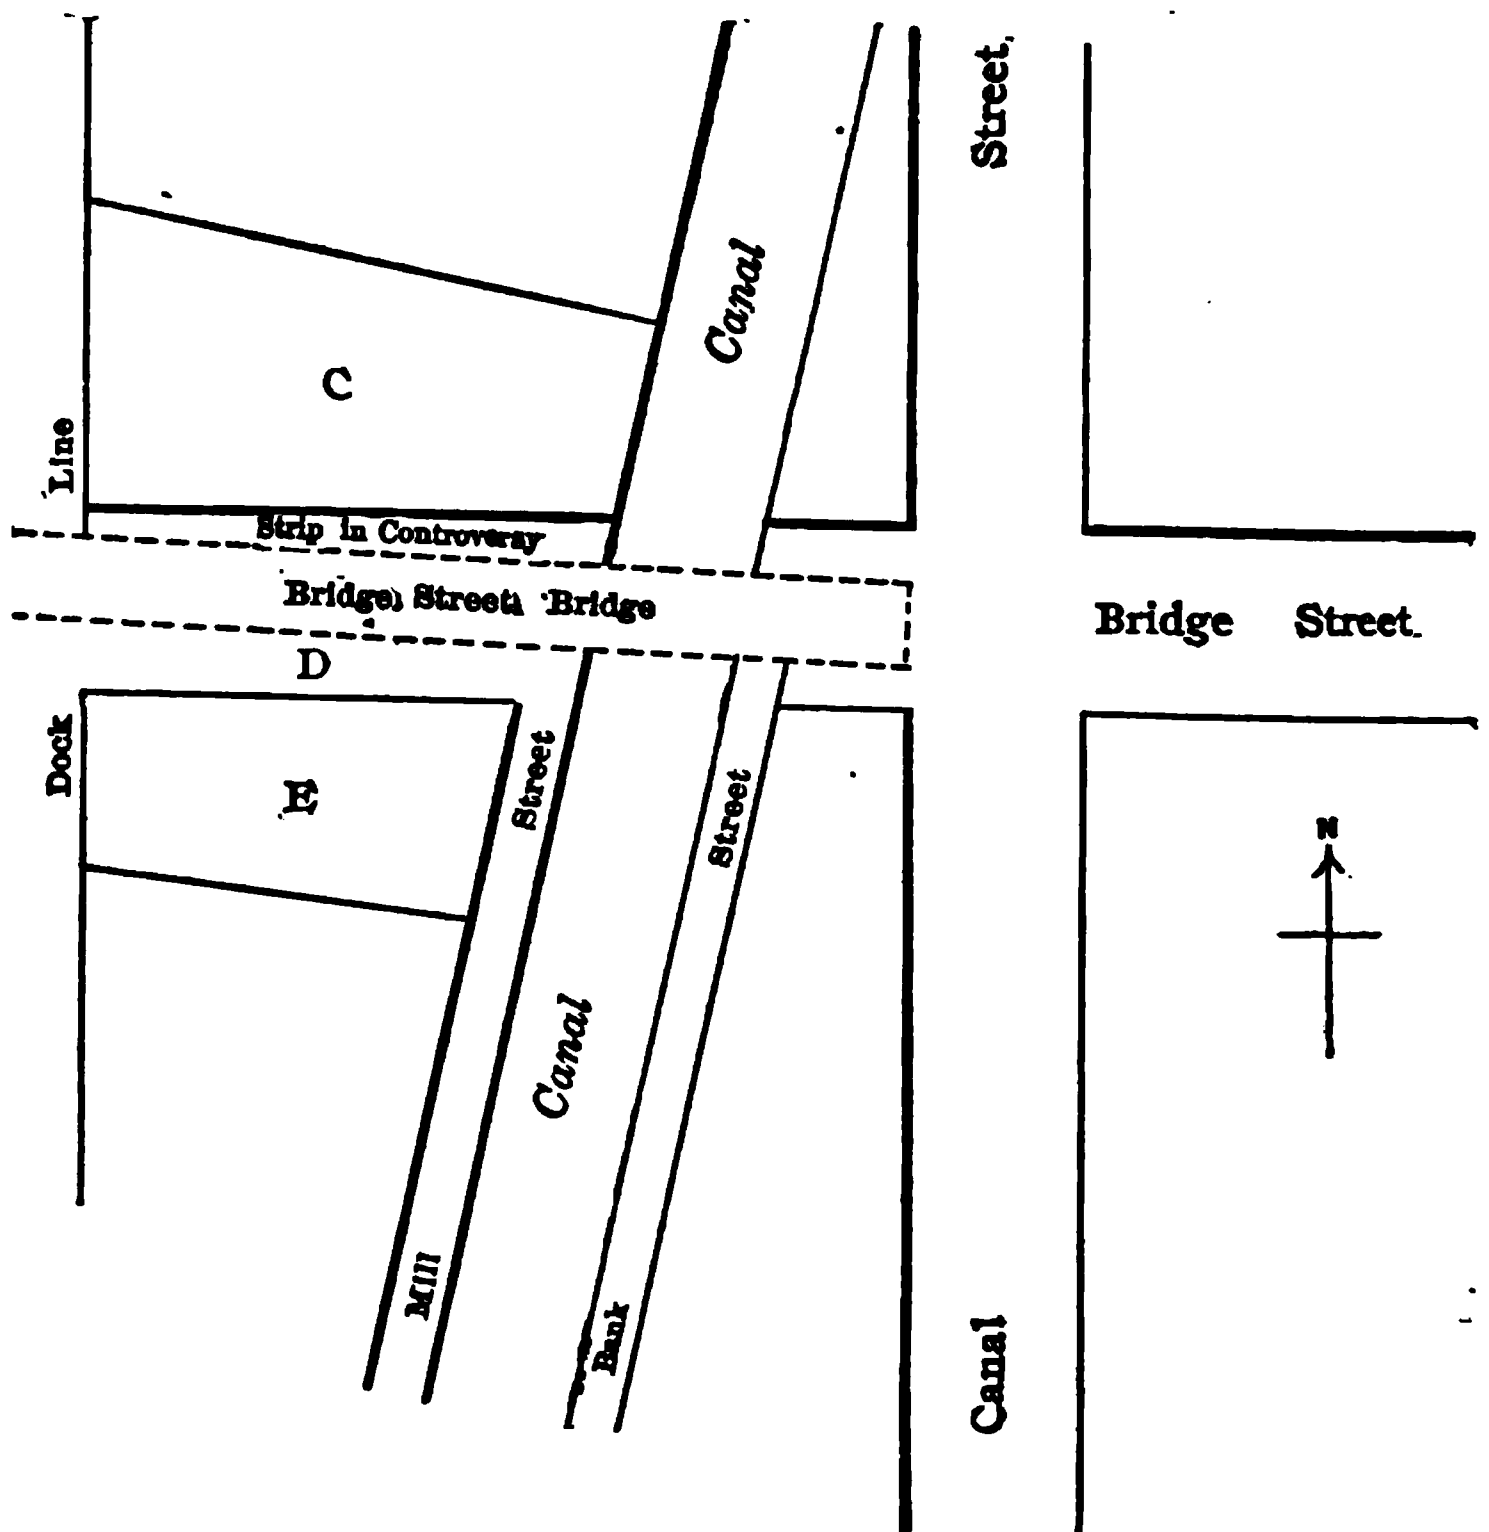 Street.
Canal
C
Line
Strip in Controversy
Bridge Street Bridge
Bridge Street.
D
Dock
E
Street
Street
N
Canal
Mill
Bank
Canal